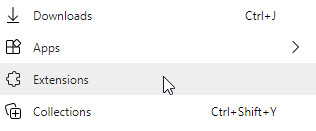 Downloads Ctrl+J
Apps
Extensions
Collections Ctrl+Shift+Y